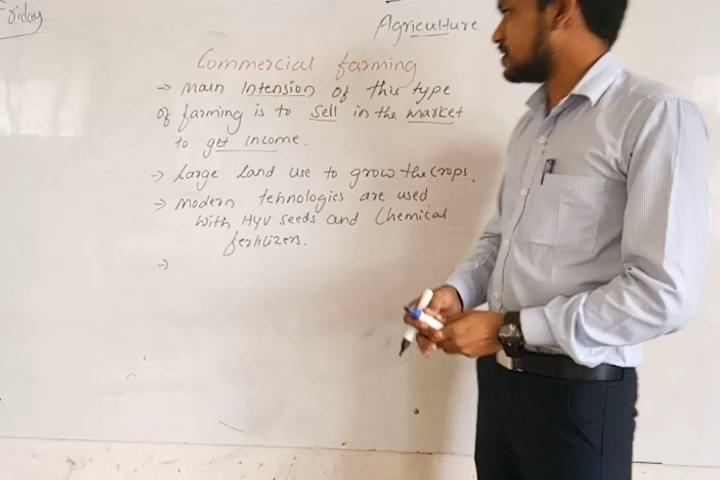 Friday
Agriculture
Commercial farming
→ main Intension of this type
of farming is to sell in the market
to get income.
→ Large land use to grow the crops.
→ modern tehnologies are used
with HYV seeds and Chemical
fertilizers.
→